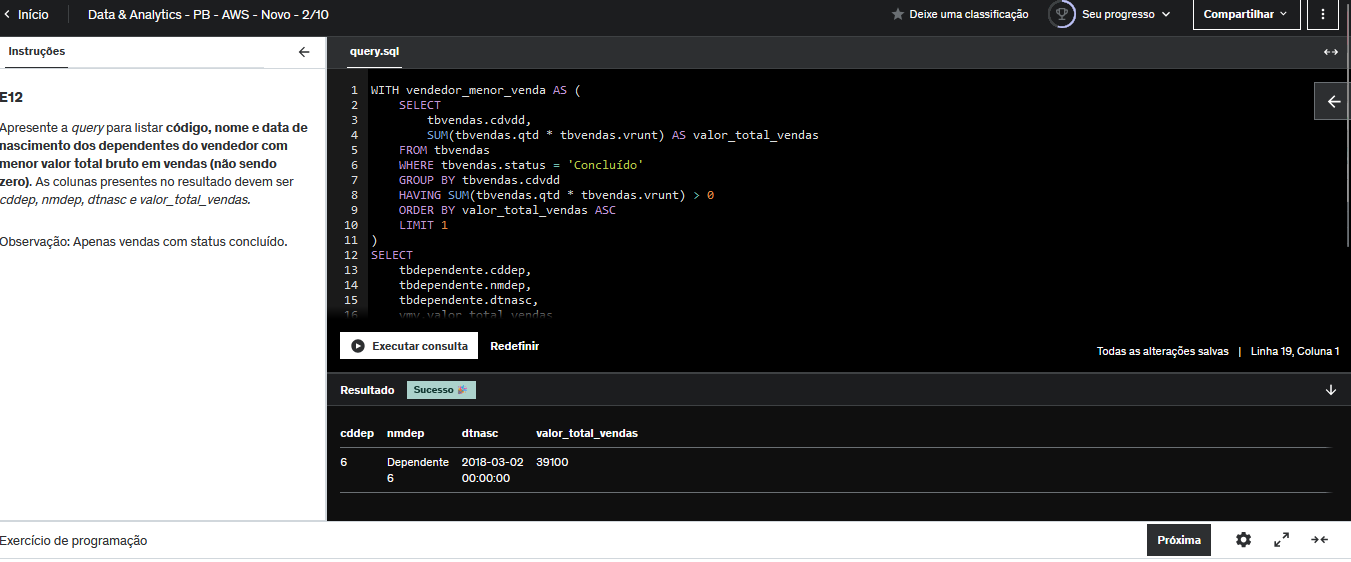 Início
Data & Analytics - PB - AWS - Novo - 2/10
Deixe uma classificação
Seu progresso
Compartilhar
Instruções
E12
Apresente a query para listar código, nome e data de
nascimento dos dependentes do vendedor com
menor valor total bruto em vendas (não sendo
zero). As colunas presentes no resultado devem ser
cddep, nmdep, dtnasc e valor_total_vendas.
Observação: Apenas vendas com status concluído.
query.sql
1 WITH vendedor_menor_venda AS (
2 SELECT
3 tbvendas.cdvdd,
4 SUM(tbvendas.qtd * tbvendas.vrunt) AS valor_total_vendas
5 FROM tbvendas
6 WHERE tbvendas.status = 'Concluído'
7 GROUP BY tbvendas.cdvdd
8 HAVING SUM(tbvendas.qtd * tbvendas.vrunt) > 0
9 ORDER BY valor_total_vendas ASC
10 LIMIT 1
11 )
12 SELECT
13 tbdependente.cddep,
14 tbdependente.nmdep,
15 tbdependente.dtnasc,
16 vmv.valor_total_vendas
Executar consulta
Redefinir
Todas as alterações salvas | Linha 19, Coluna 1
Resultado
Sucesso
cddep nmdep dtnasc valor_total_vendas
6 Dependente 2018-03-02 39100
6 00:00:00
Exercício de programação
Próxima